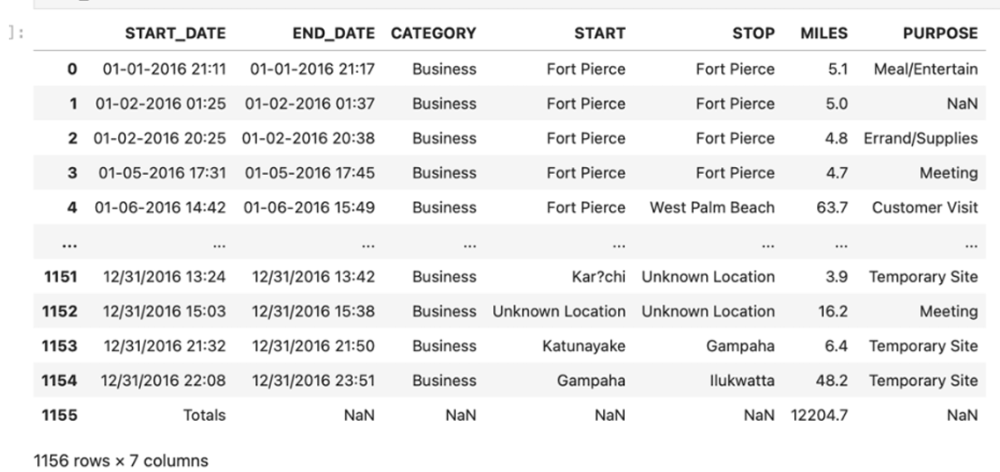 ]:
START_DATE END_DATE CATEGORY START STOP MILES PURPOSE
0 01-01-2016 21:11 01-01-2016 21:17 Business Fort Pierce Fort Pierce 5.1 Meal/Entertain
1 01-02-2016 01:25 01-02-2016 01:37 Business Fort Pierce Fort Pierce 5.0 NaN
2 01-02-2016 20:25 01-02-2016 20:38 Business Fort Pierce Fort Pierce 4.8 Errand/Supplies
3 01-05-2016 17:31 01-05-2016 17:45 Business Fort Pierce Fort Pierce 4.7 Meeting
4 01-06-2016 14:42 01-06-2016 15:49 Business Fort Pierce West Palm Beach 63.7 Customer Visit
... ... ... ... ... ... ... ...
1151 12/31/2016 13:24 12/31/2016 13:42 Business Kar?chi Unknown Location 3.9 Temporary Site
1152 12/31/2016 15:03 12/31/2016 15:38 Business Unknown Location Unknown Location 16.2 Meeting
1153 12/31/2016 21:32 12/31/2016 21:50 Business Katunayake Gampaha 6.4 Temporary Site
1154 12/31/2016 22:08 12/31/2016 23:51 Business Gampaha Ilukwatta 48.2 Temporary Site
1155 Totals NaN NaN NaN NaN 12204.7 NaN
1156 rows × 7 columns